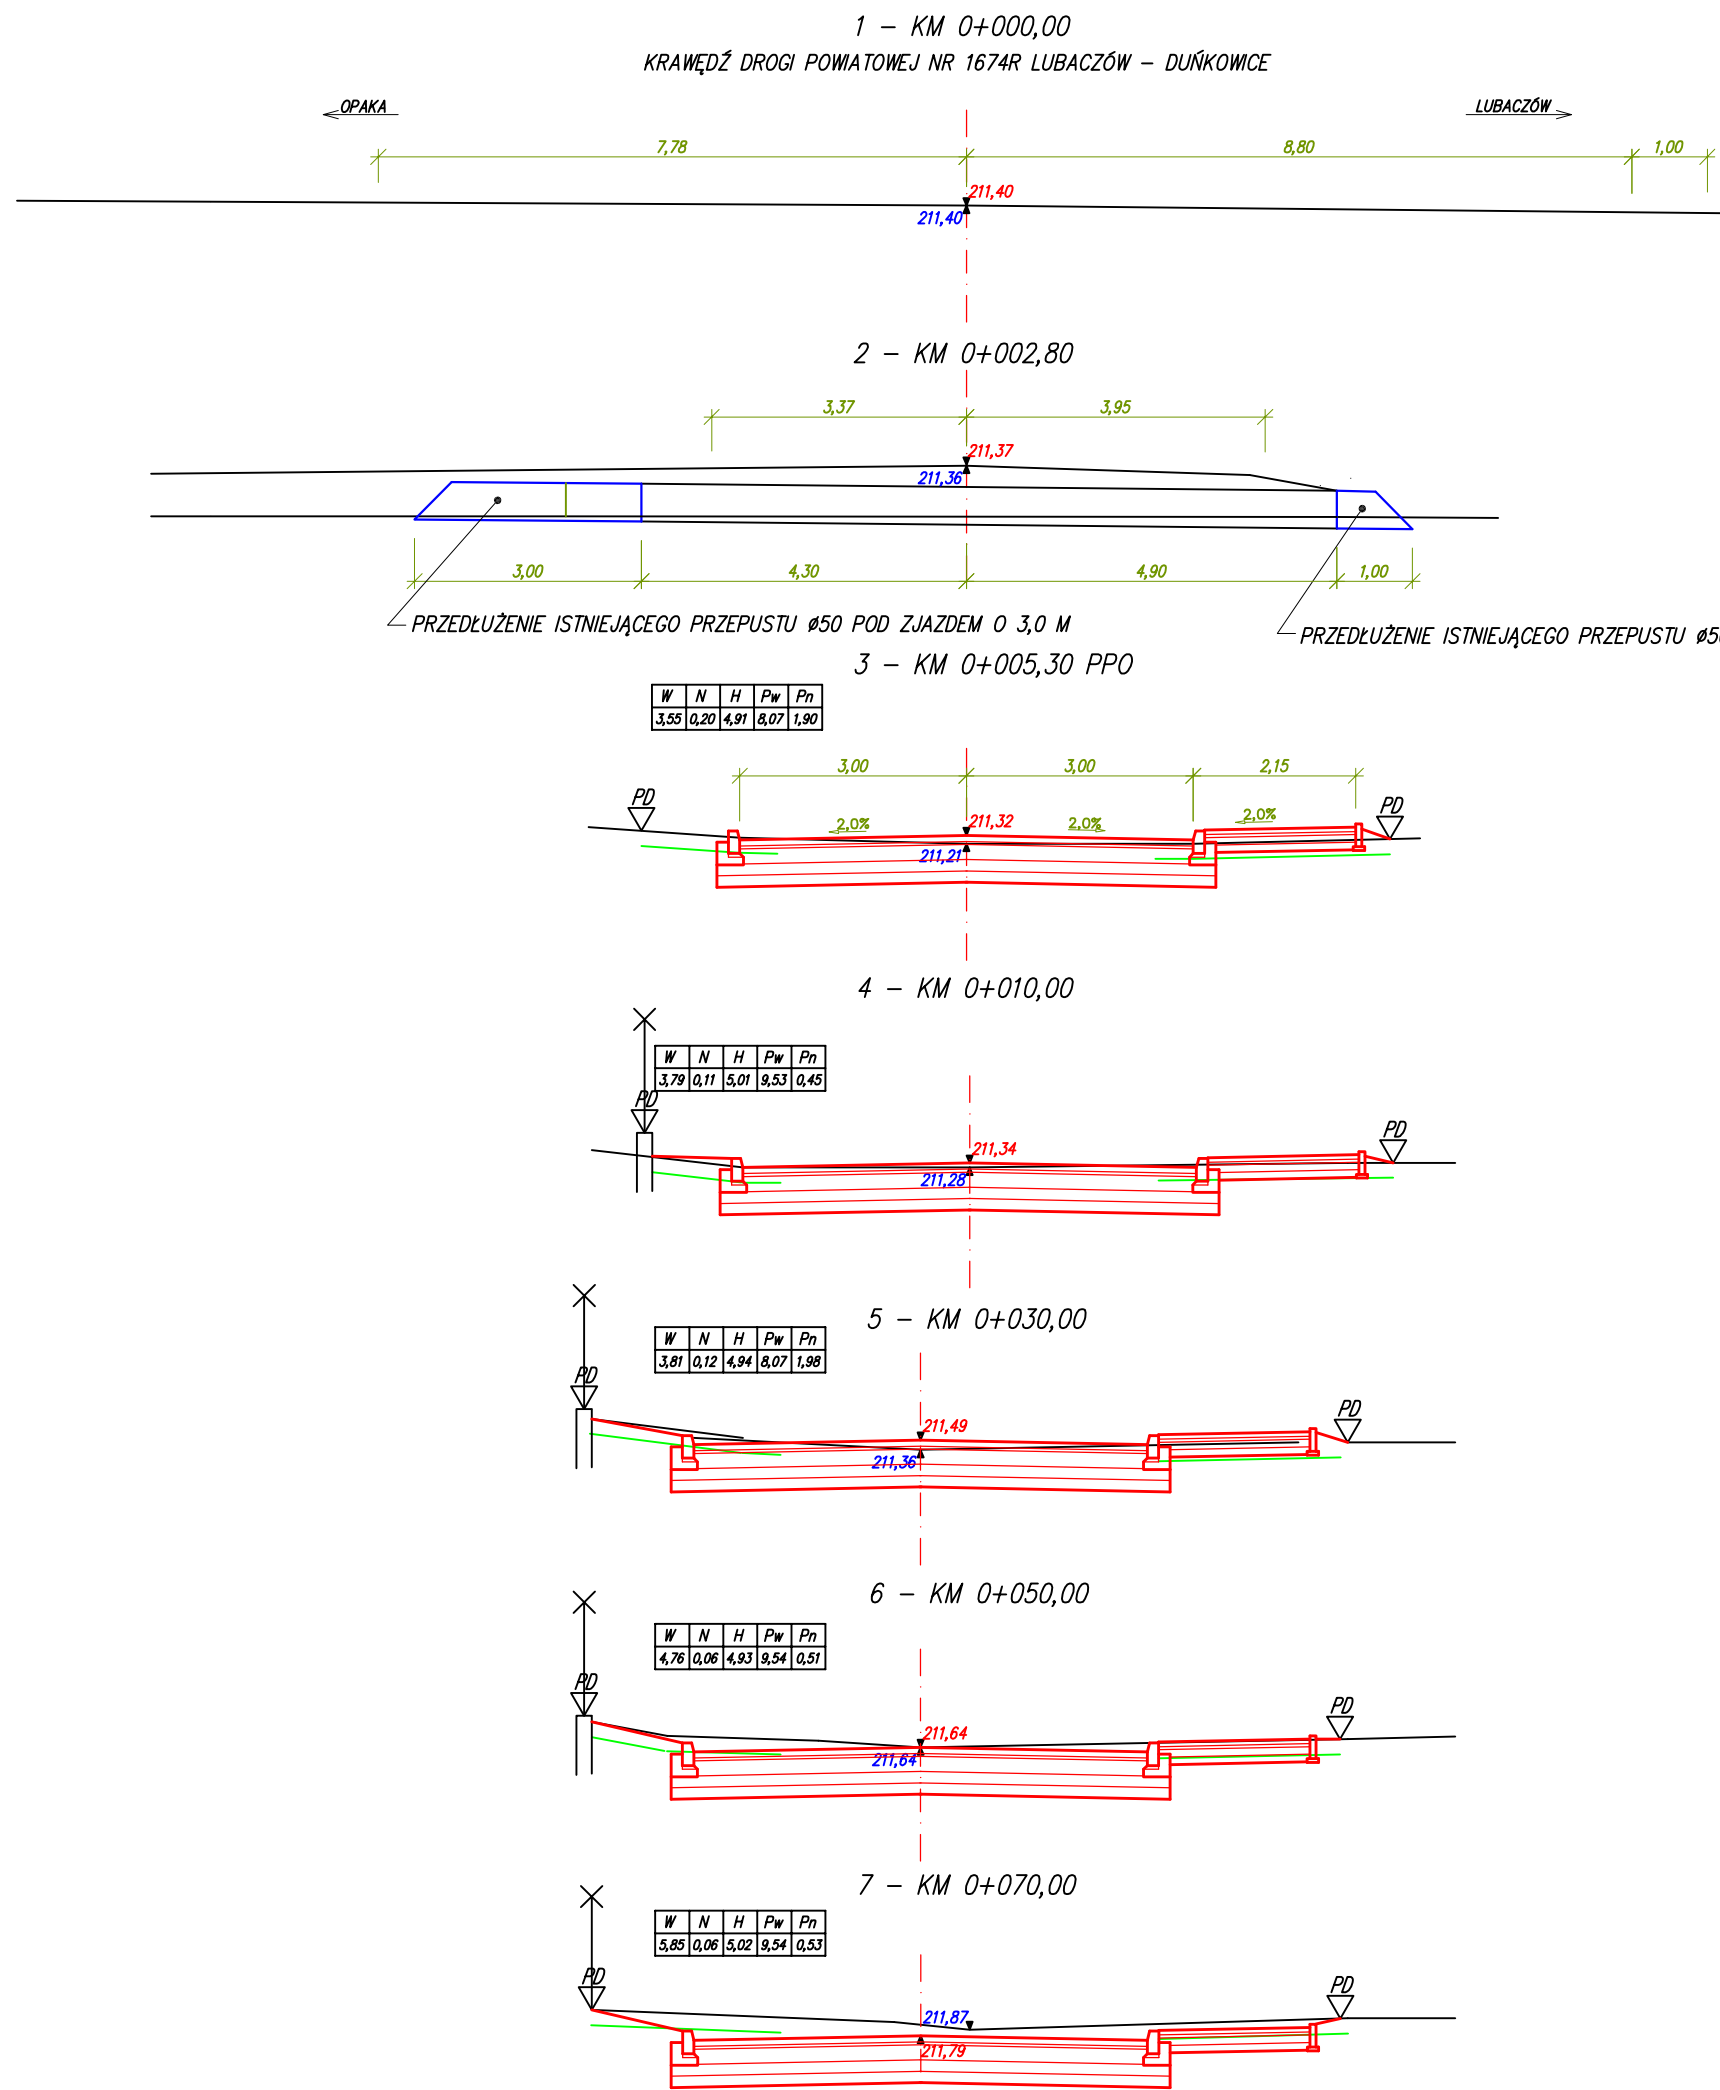 1 - KM 0+000,00
KRAWĘDŹ DROGI POWIATOWEJ NR 1674R LUBACZÓW - DUŃKOWICE
OPAKA
LUBACZÓW
7,78
8,80
1,00
211,40
211,40
2 - KM 0+002,80
3,37
3,95
211,37
211,36
3,00
4,30
4,90
1,00
PRZEDŁUŻENIE ISTNIEJĄCEGO PRZEPUSTU ø50 POD ZJAZDEM O 3,0 M
PRZEDŁUŻENIE ISTNIEJĄCEGO PRZEPUSTU
3 - KM 0+005,30 PPO
W N H Pw Pn
3,55 0,20 4,91 8,07 1,90
3,00
3,00
2,15
PD
PD
2,0%
2,0%
2,0%
211,32
211,21
4 - KM 0+010,00
W N H Pw Pn
3,79 0,11 5,01 9,53 0,45
PD
PD
211,34
211,28
5 - KM 0+030,00
W N H Pw Pn
3,81 0,12 4,94 8,07 1,98
PD
PD
211,49
211,36
6 - KM 0+050,00
W N H Pw Pn
4,76 0,06 4,93 9,54 0,51
PD
PD
211,64
211,64
7 - KM 0+070,00
W N H Pw Pn
5,85 0,06 5,02 9,54 0,53
PD
PD
211,87
211,79